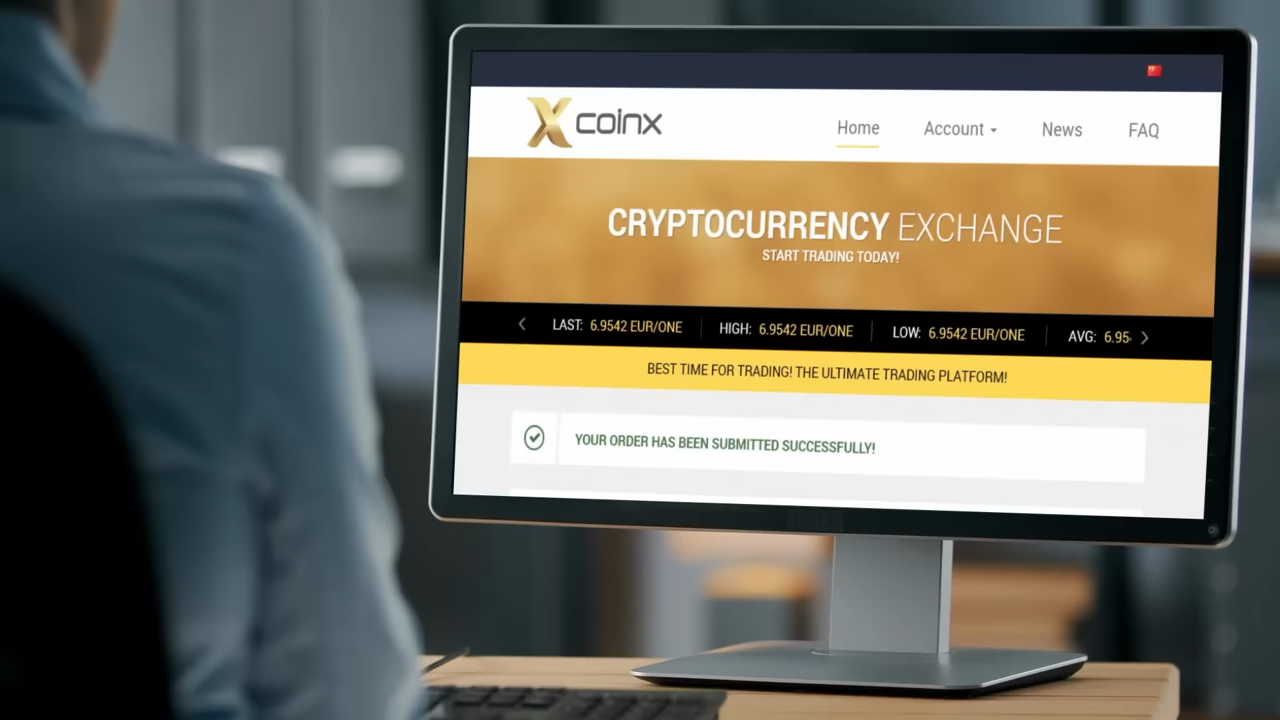 X coinx
Home Account News FAQ
CRYPTOCURRENCY EXCHANGE
START TRADING TODAY!
LAST: 6.9542 EUR/ONE HIGH: 6.9542 EUR/ONE LOW: 6.9542 EUR/ONE AVG: 6.95
BEST TIME FOR TRADING! THE ULTIMATE TRADING PLATFORM!
YOUR ORDER HAS BEEN SUBMITTED SUCCESSFULLY!